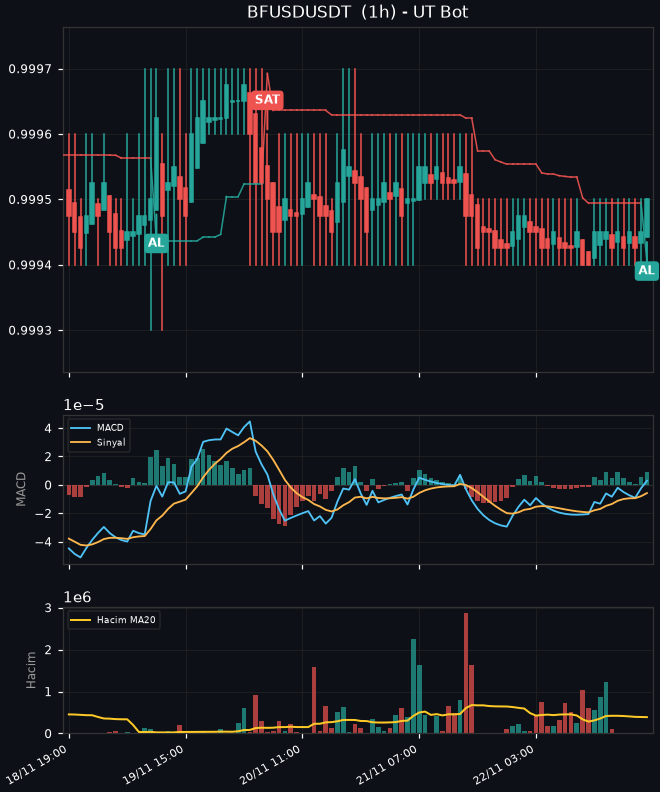 BFUSDUSDT (1h) - UT Bot
0.9997
0.9996
0.9995
0.9994
0.9993
SAT
AL
AL
1e−5
MACD
Sinyal
4
2
0
−2
−4
MACD
1e6
Hacim MA20
3
2
1
0
Hacim
18/11 19:00
19/11 15:00
20/11 11:00
21/11 07:00
22/11 03:00